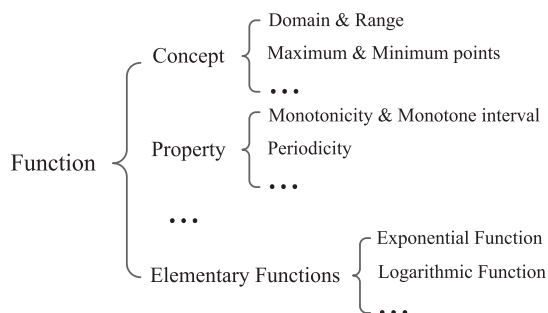 Function
Concept
Domain & Range
Maximum & Minimum points
...
Property
Monotonicity & Monotone interval
Periodicity
...
...
Elementary Functions
Exponential Function
Logarithmic Function
...